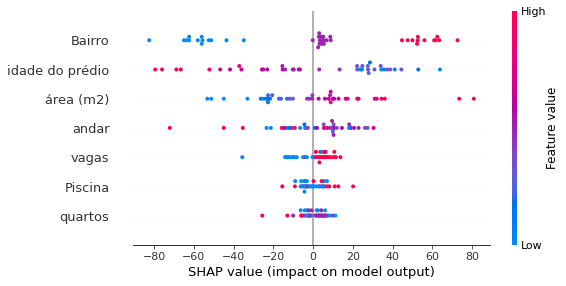 High
Bairro
idade do prédio
área (m2)
andar
vagas
Piscina
quartos
Feature value
Low
−80 −60 −40 −20 0 20 40 60 80
SHAP value (impact on model output)